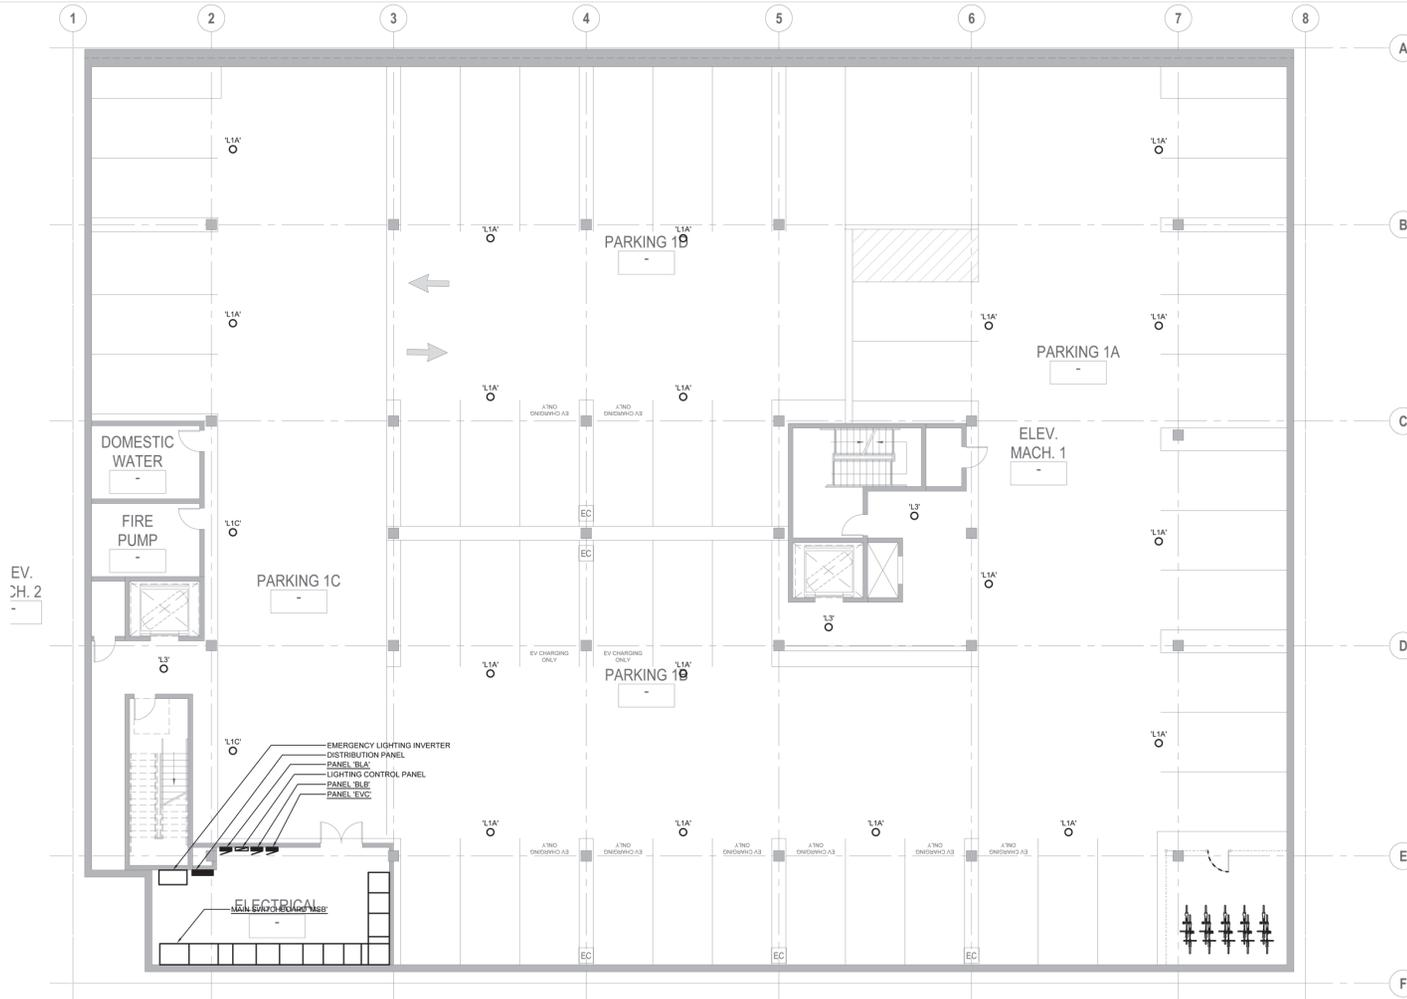 1 2 3 4 5 6 7 8
A
'L1A' 'L1A'
B
'L1A' 'L1A'
PARKING 1D
-
'L1A' 'L1A' 'L1A'
PARKING 1A
-
'L1A' 'L1A'
EV CHARGING
ONLY
EV CHARGING
ONLY
C
DOMESTIC
WATER
-
ELEV.
MACH. 1
-
'L3'
EC
FIRE
PUMP
-
'L1C'
'L1A'
EC
EV.
CH. 2
-
PARKING 1C
-
'L1A'
'L3'
D
'L3'
EV CHARGING
ONLY
EV CHARGING
ONLY
'L1A' 'L1A'
PARKING 1B
-
'L1C'
'L1A'
EMERGENCY LIGHTING INVERTER
DISTRIBUTION PANEL
PANEL 'BLA'
LIGHTING CONTROL PANEL
PANEL 'BLB'
PANEL 'EVC'
'L1A' 'L1A' 'L1A' 'L1A'
EV CHARGING
ONLY
EV CHARGING
ONLY
EV CHARGING
ONLY
EV CHARGING
ONLY
EV CHARGING
ONLY
EV CHARGING
ONLY
E
ELECTRICAL
MAIN SWITCHBOARD 'MSB'
-
EC EC EC
F